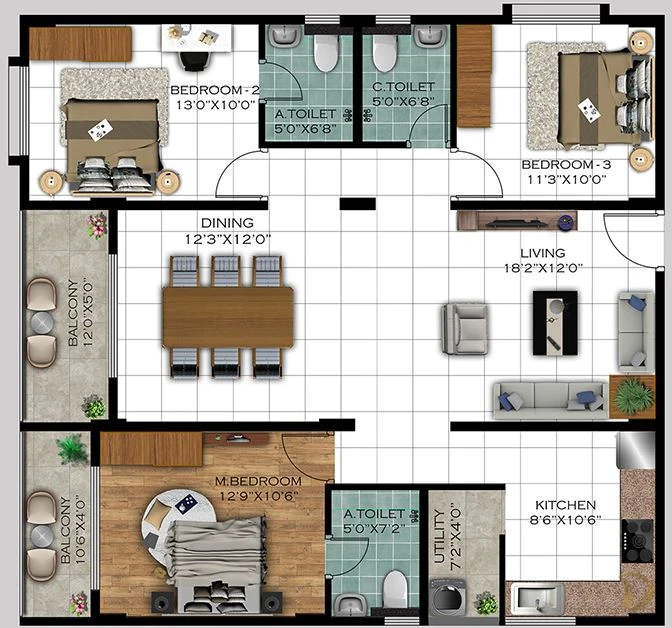 BEDROOM - 2
13'0"X10'0"
A.TOILET
5'0"X6'8"
C.TOILET
5'0"X6'8"
BEDROOM - 3
11'3"X10'0"
DINING
12'3"X12'0"
LIVING
18'2"X12'0"
BALCONY
12'0"X5'0"
M.BEDROOM
12'9"X10'6"
BALCONY
10'6"X4'0"
A.TOILET
5'0"X7'2"
UTILITY
7'2"X4'0"
KITCHEN
8'6"X10'6"